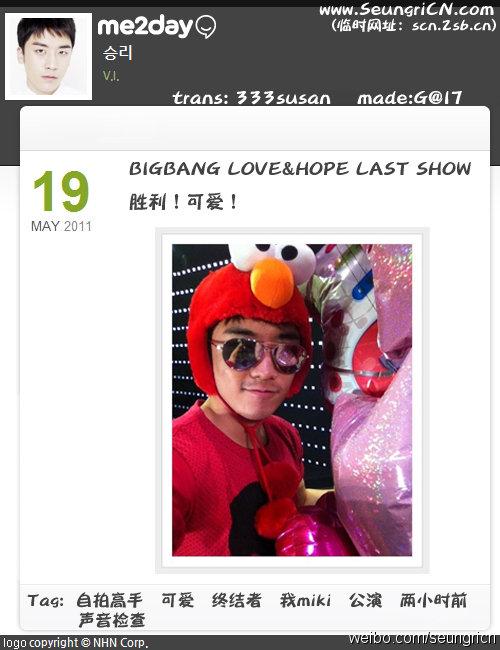 www.SeungriCN.com
(临时网址: scn.2sb.cn)
me2day
승리
V.I.
trans: 333susan made:G@17
BIGBANG LOVE&HOPE LAST SHOW
19
胜利！可爱！
MAY 2011
Tag: 自拍高手 可爱 终结者 我miki 公演 两小时前
声音检查
logo copyright © NHN Corp.
weibo.com/seungricn